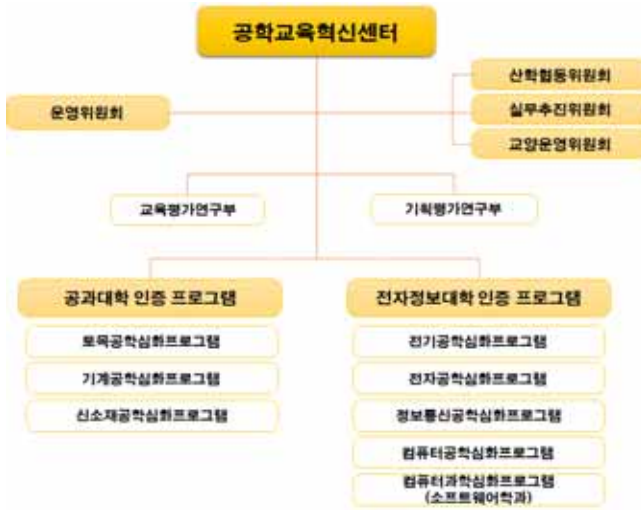 공학교육혁신센터
산학협동위원회
운영위원회
실무추진위원회
교양운영위원회
교육평가연구부
기획평가연구부
공과대학 인증 프로그램
토목공학심화프로그램
기계공학심화프로그램
신소재공학심화프로그램
전자정보대학 인증 프로그램
전기공학심화프로그램
전자공학심화프로그램
정보통신공학심화프로그램
컴퓨터공학심화프로그램
컴퓨터과학심화프로그램
(소프트웨어학과)